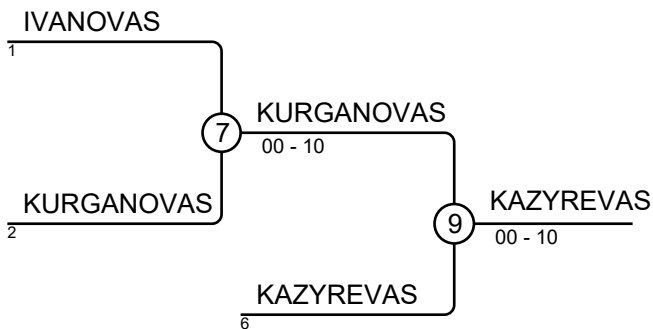 IVANOVAS
1
7
KURGANOVAS
00 - 10
KURGANOVAS
2
9
KAZYREVAS
00 - 10
KAZYREVAS
6